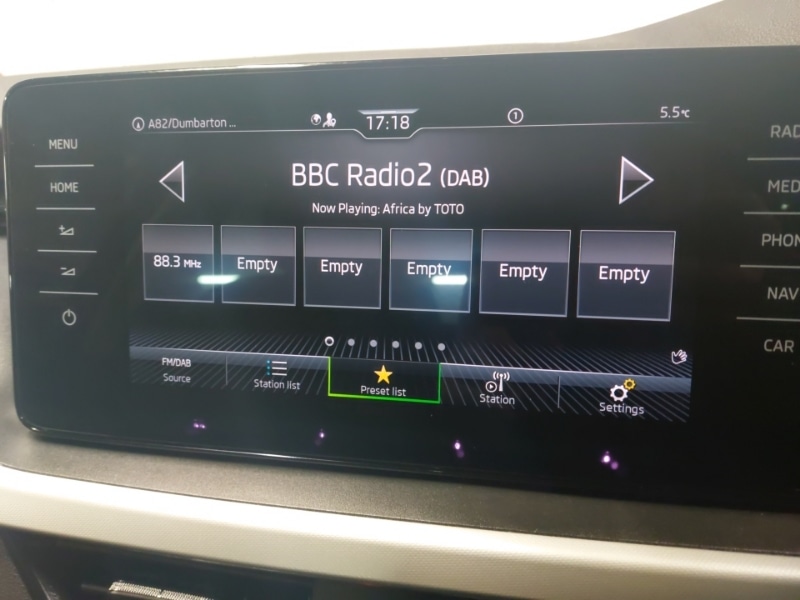 A82/Dumbarton ...
17:18
1
5.5°C
MENU
HOME
BBC Radio2 (DAB)
Now Playing: Africa by TOTO
88.3 MHz
Empty
Empty
Empty
Empty
Empty
FM/DAB
Source
Station list
Preset list
Station
Settings
RAD
MED
PHON
NAV
CAR